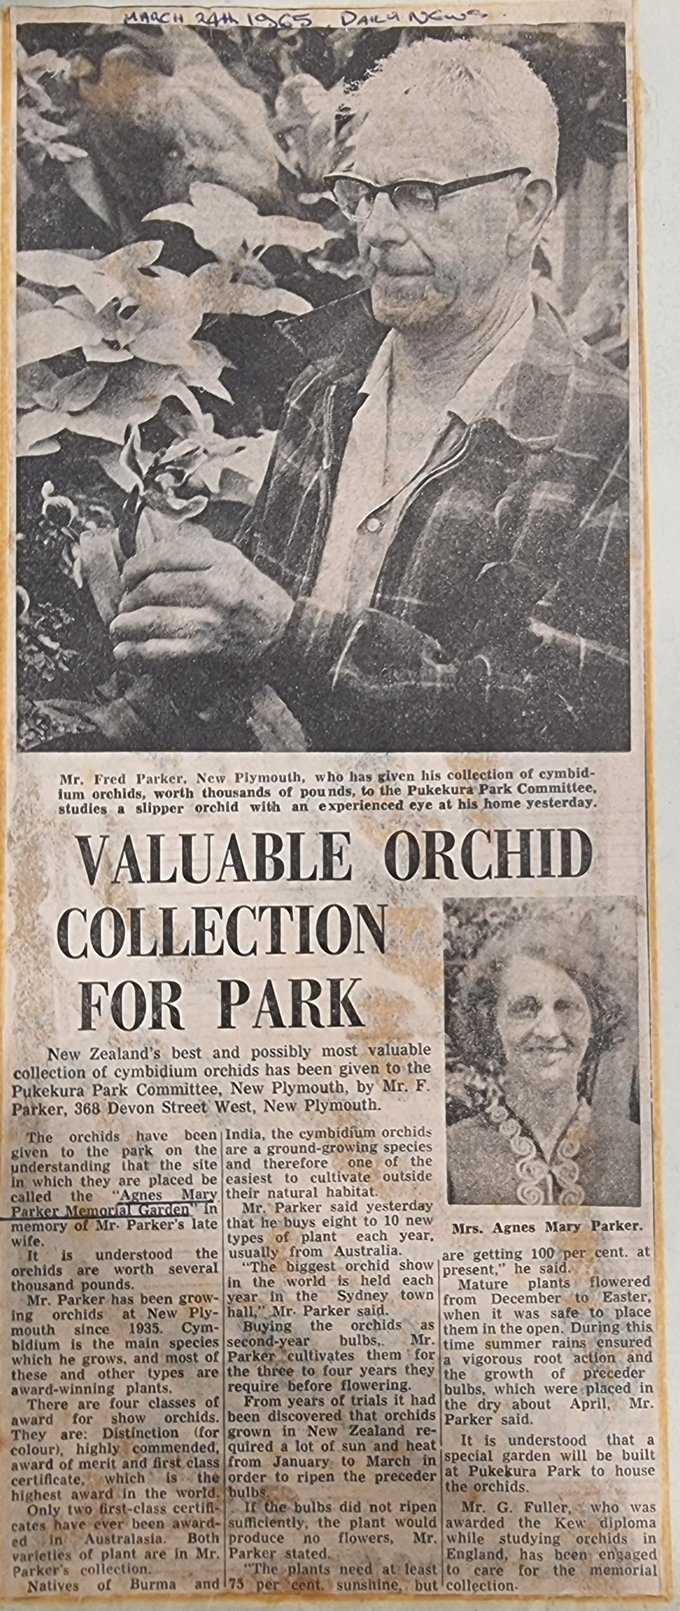 MARCH 24th 1965. DAILY NEWS.
Mr. Fred Parker, New Plymouth, who has given his collection of cymbid-
ium orchids, worth thousands of pounds, to the Pukekura Park Committee,
studies a slipper orchid with an experienced eye at his home yesterday.
VALUABLE ORCHID
COLLECTION
FOR PARK
New Zealand's best and possibly most valuable
collection of cymbidium orchids has been given to the
Pukekura Park Committee, New Plymouth, by Mr. F.
Parker, 368 Devon Street West, New Plymouth.
The orchids have been
given to the park on the
understanding that the site
in which they are placed be
called the "Agnes Mary
Parker Memorial Garden" in
memory of Mr. Parker's late
wife.
It is understood the
orchids are worth several
thousand pounds.
Mr. Parker has been grow-
ing orchids at New Ply-
mouth since 1935. Cym-
bidium is the main species
which he grows, and most of
these and other types are
award-winning plants.
There are four classes of
award for show orchids.
They are: Distinction (for
colour), highly commended,
award of merit and first class
certificate, which is the
highest award in the world.
Only two first-class certifi-
cates have ever been award-
ed in Australasia. Both
varieties of plant are in Mr.
Parker's collection.
Natives of Burma and
India, the cymbidium orchids
are a ground-growing species
and therefore one of the
easiest to cultivate outside
their natural habitat.
Mr. Parker said yesterday
that he buys eight to 10 new
types of plant each year,
usually from Australia.
"The biggest orchid show
in the world is held each
year in the Sydney town
hall," Mr. Parker said.
Buying the orchids as
second-year bulbs, Mr.
Parker cultivates them for
the three to four years they
require before flowering.
From years of trials it had
been discovered that orchids
grown in New Zealand re-
quired a lot of sun and heat
from January to March in
order to ripen the preceder
bulbs.
If the bulbs did not ripen
sufficiently, the plant would
produce no flowers, Mr.
Parker stated.
"The plants need at least
75 per cent. sunshine, but
Mrs. Agnes Mary Parker.
are getting 100 per cent. at
present," he said.
Mature plants flowered
from December to Easter,
when it was safe to place
them in the open. During this
time summer rains ensured
a vigorous root action and
the growth of preceder
bulbs, which were placed in
the dry about April, Mr.
Parker said.
It is understood that a
special garden will be built
at Pukekura Park to house
the orchids.
Mr. G. Fuller, who was
awarded the Kew diploma
while studying orchids in
England, has been engaged
to care for the memorial
collection.